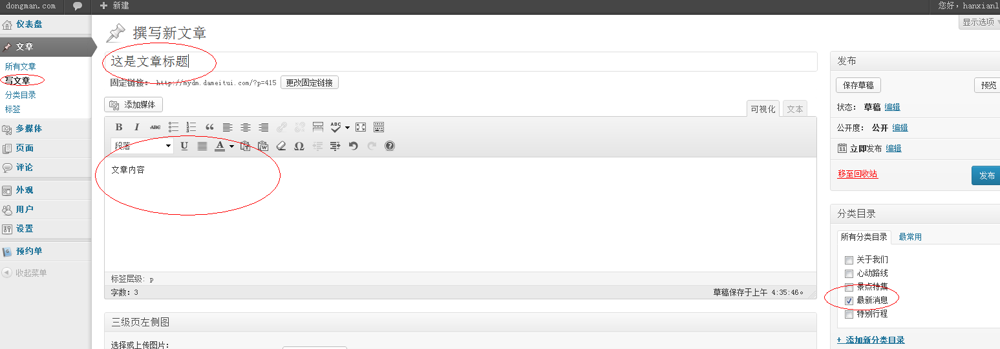 dongman.com
新建
您好，hanxianl
仪表盘
文章
所有文章
写文章
分类目录
标签
多媒体
页面
评论
外观
用户
设置
预约单
收起菜单
显示选项
撰写新文章
这是文章标题
固定链接： http://mydm.dameitui.com/?p=415 更改固定链接
添加媒体
可视化 文本
B I ABC ABC
段落 U A
文章内容
标签层级: p
字数: 3 草稿保存于上午 4:35:46。
三级页左侧图
选择或上传图片:
发布
保存草稿 预览
状态: 草稿 编辑
公开度: 公开 编辑
11 立即发布 编辑
移至回收站 发布
分类目录
所有分类目录 最常用
关于我们
心动路线
景点特集
最新消息
特别行程
+ 添加新分类目录